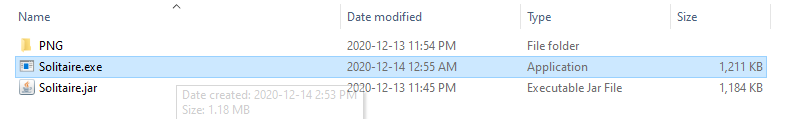 Name Date modified Type Size
PNG 2020-12-13 11:54 PM File folder
Solitaire.exe 2020-12-14 12:55 AM Application 1,211 KB
Solitaire.jar 2020-12-13 11:45 PM Executable Jar File 1,184 KB
Date created: 2020-12-14 2:53 PM
Size: 1.18 MB